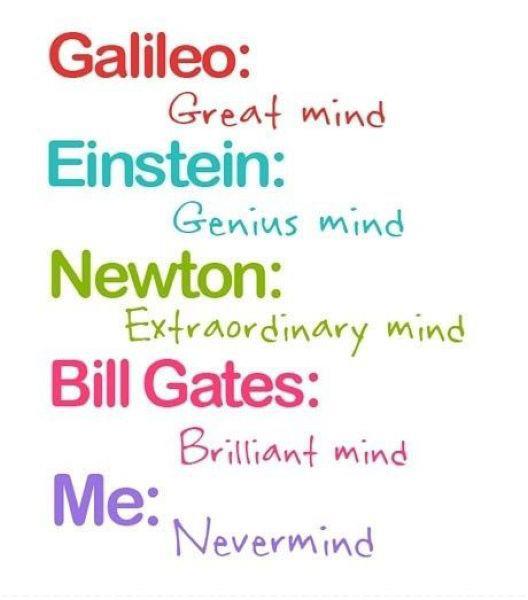 Galileo:
Great mind
Einstein:
Genius mind
Newton:
Extraordinary mind
Bill Gates:
Brilliant mind
Me:
Nevermind